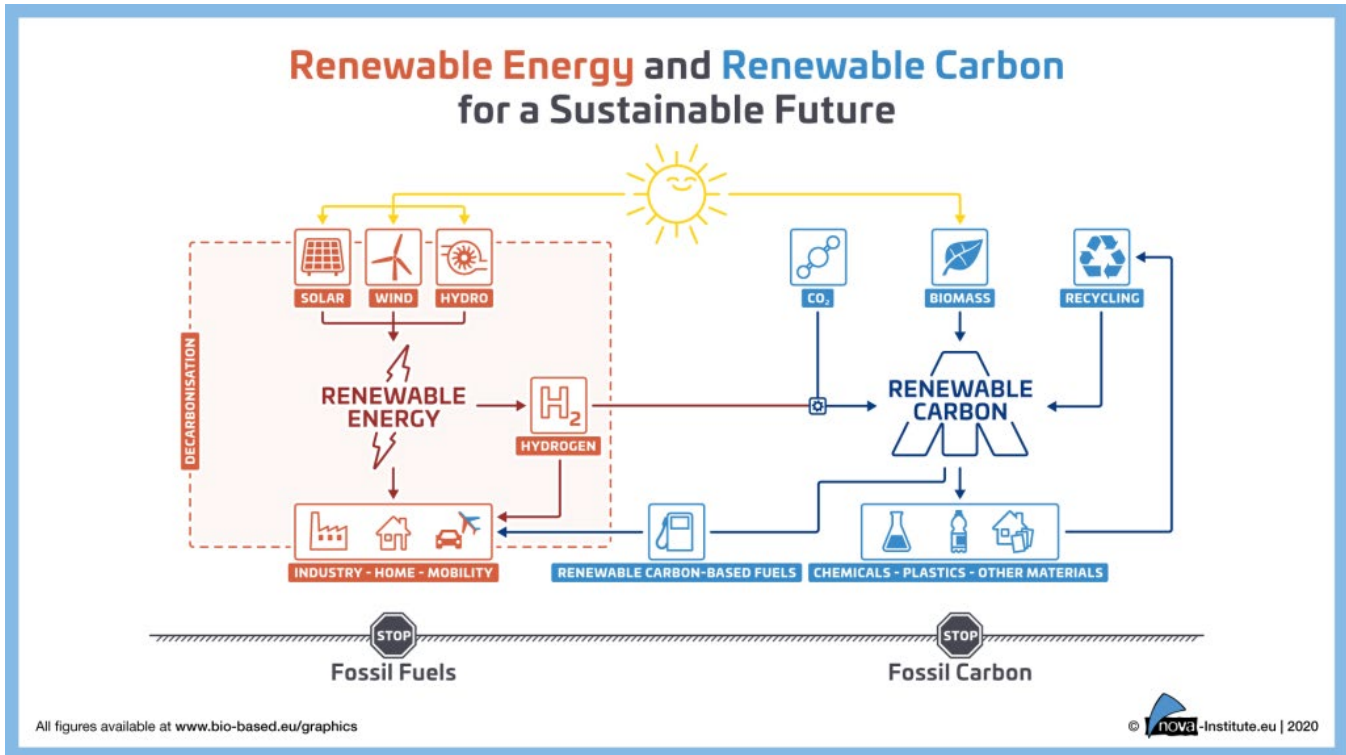 Renewable Energy and Renewable Carbon
for a Sustainable Future
SOLAR
WIND
HYDRO
CO₂
BIOMASS
RECYCLING
DECARBONISATION
RENEWABLE
ENERGY
H₂
HYDROGEN
RENEWABLE
CARBON
INDUSTRY - HOME - MOBILITY
RENEWABLE CARBON-BASED FUELS
CHEMICALS - PLASTICS - OTHER MATERIALS
STOP
Fossil Fuels
STOP
Fossil Carbon
All figures available at www.bio-based.eu/graphics
© nova-Institute.eu | 2020